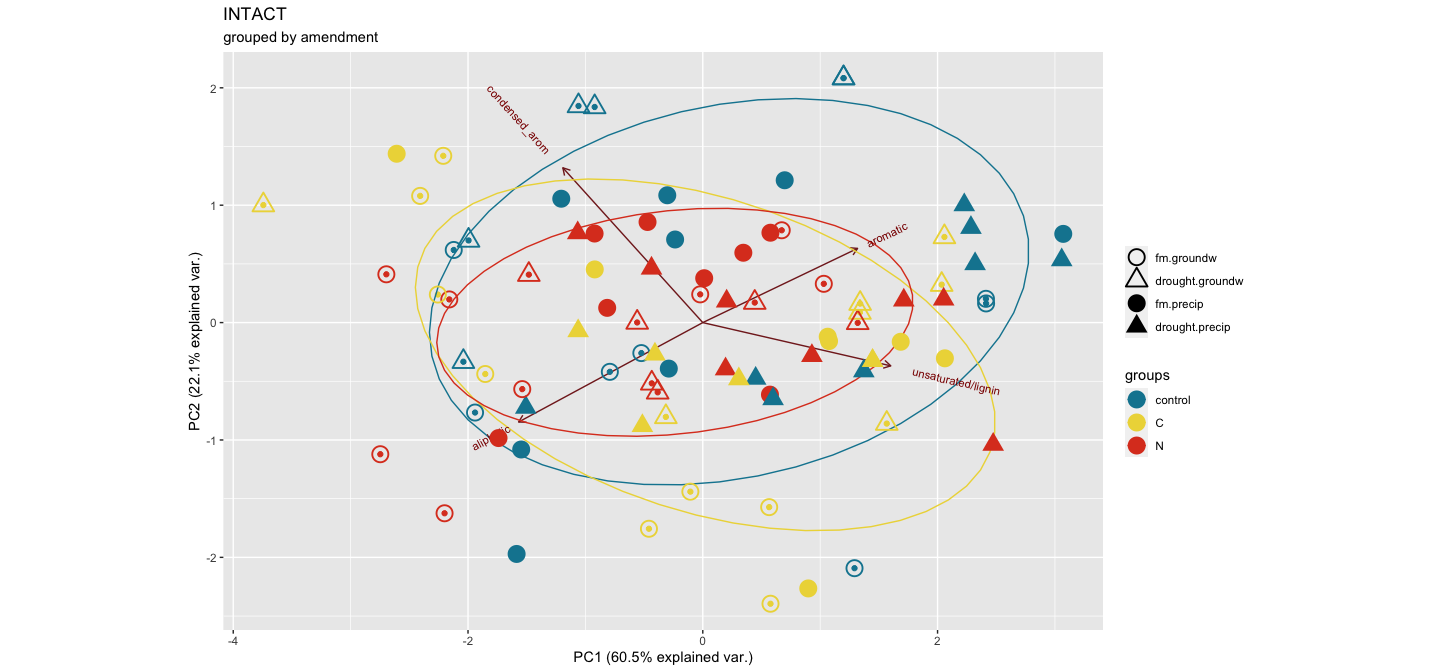 INTACT
grouped by amendment
condensed_arom
aromatic
unsaturated/lignin
2
1
0
-1
-2
PC2 (22.1% explained var.)
-4
-2
0
2
PC1 (60.5% explained var.)
fm.groundw
drought.groundw
fm.precip
drought.precip
groups
control
C
N